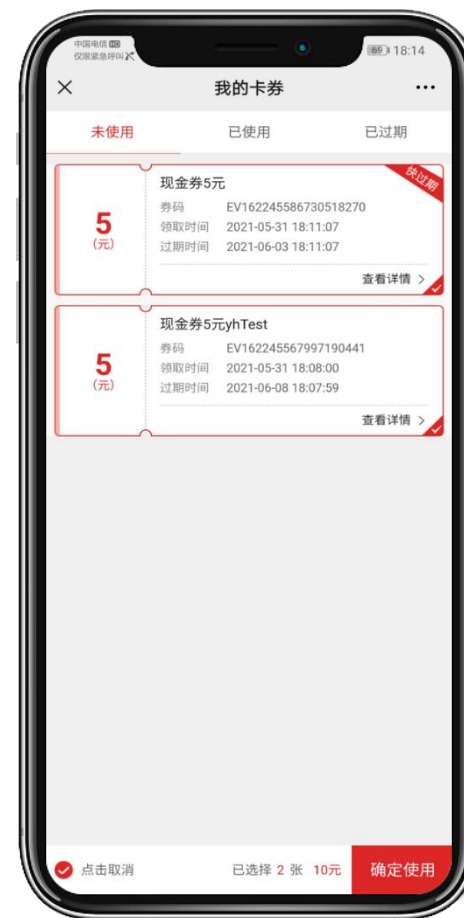 中国电信 HD
仅限紧急呼叫
69 18:14
我的卡券
未使用 已使用 已过期
快过期
现金券5元
5
(元)
券码 EV162245586730518270
领取时间 2021-05-31 18:11:07
过期时间 2021-06-03 18:11:07
查看详情 >
现金券5元yhTest
5
(元)
券码 EV162245567997190441
领取时间 2021-05-31 18:08:00
过期时间 2021-06-08 18:07:59
查看详情 >
点击取消 已选择 2 张 10元 确定使用